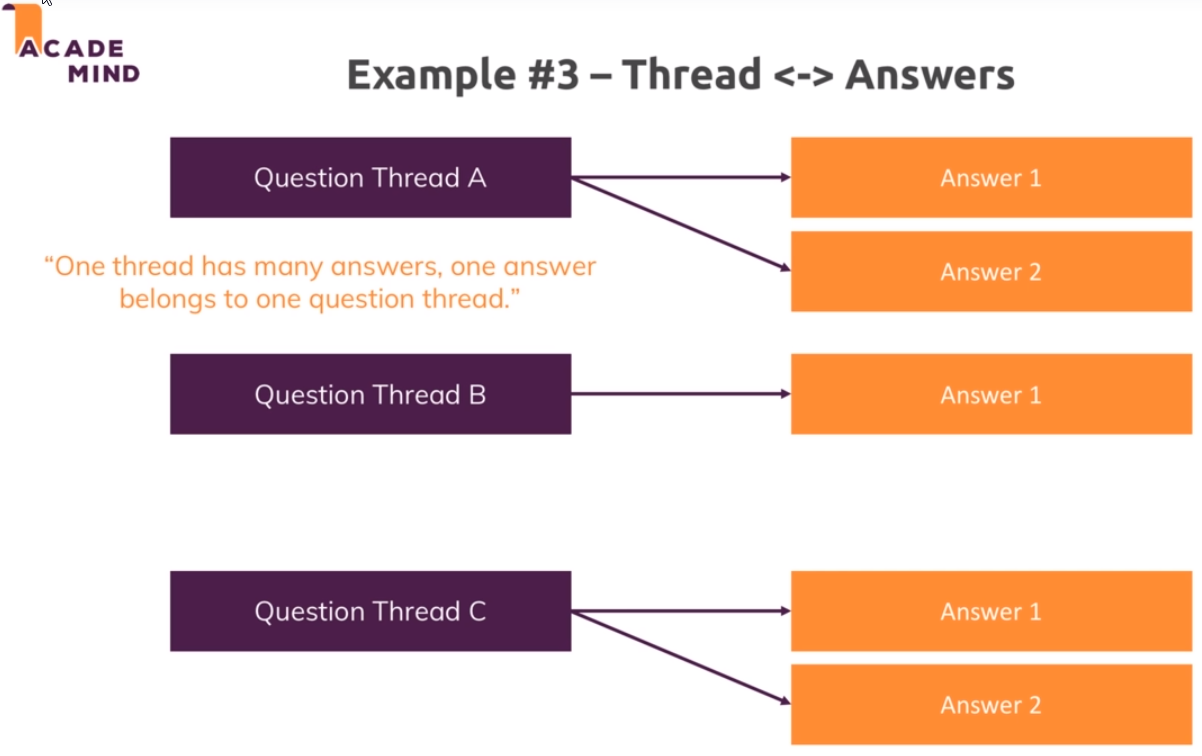 ACADE
MIND
Example #3 – Thread <-> Answers
Question Thread A
Answer 1
Answer 2
“One thread has many answers, one answer
belongs to one question thread.”
Question Thread B
Answer 1
Question Thread C
Answer 1
Answer 2